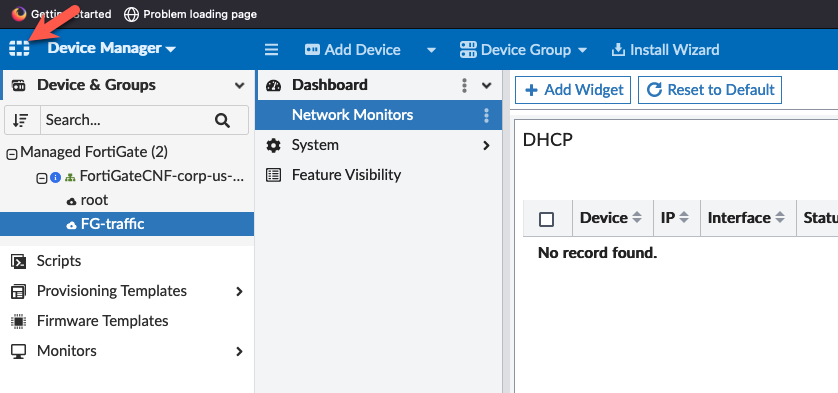 Getting Started
Problem loading page
Device Manager
Add Device
Device Group
Install Wizard
Device & Groups
Search...
Managed FortiGate (2)
FortiGateCNF-corp-us-...
root
FG-traffic
Scripts
Provisioning Templates
Firmware Templates
Monitors
Dashboard
Network Monitors
System
Feature Visibility
Add Widget
Reset to Default
DHCP
Device
IP
Interface
Statu
No record found.